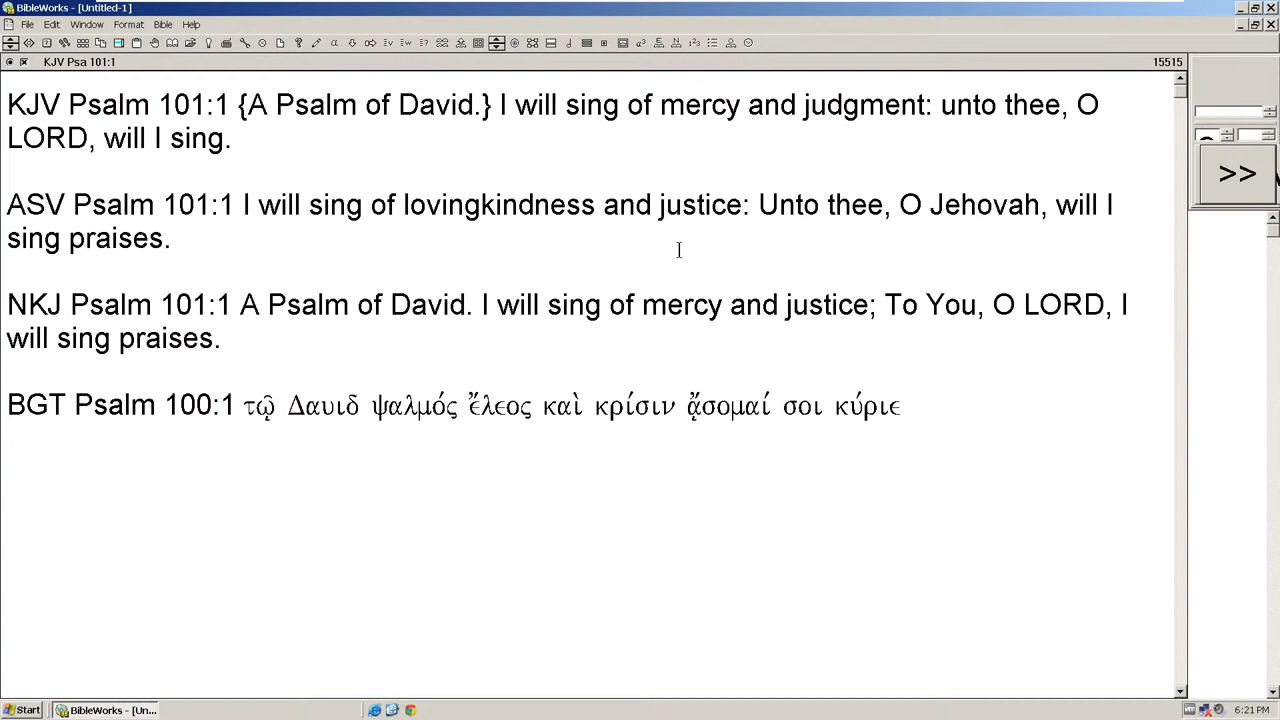 BibleWorks - [Untitled-1]
File Edit Window Format Bible Help
KJV Psa 101:1 15515
KJV Psalm 101:1 {A Psalm of David.} I will sing of mercy and judgment: unto thee, O
LORD, will I sing.
ASV Psalm 101:1 I will sing of lovingkindness and justice: Unto thee, O Jehovah, will I
sing praises.
>>
NKJ Psalm 101:1 A Psalm of David. I will sing of mercy and justice; To You, O LORD, I
will sing praises.
BGT Psalm 100:1 τῷ Δαυιδ ψαλμός ἔλεος καὶ κρίσιν ᾄσομαί σοι κύριε
Start BibleWorks - [Un... 6:21 PM